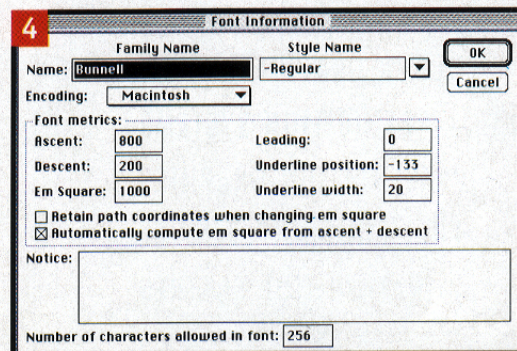 4
Font Information
Family Name Style Name
Name: Bunnell -Regular
OK
Encoding: Macintosh
Cancel
Font metrics:
Ascent: 800 Leading: 0
Descent: 200 Underline position: -133
Em Square: 1000 Underline width: 20
Retain path coordinates when changing em square
Automatically compute em square from ascent + descent
Notice:
Number of characters allowed in font: 256